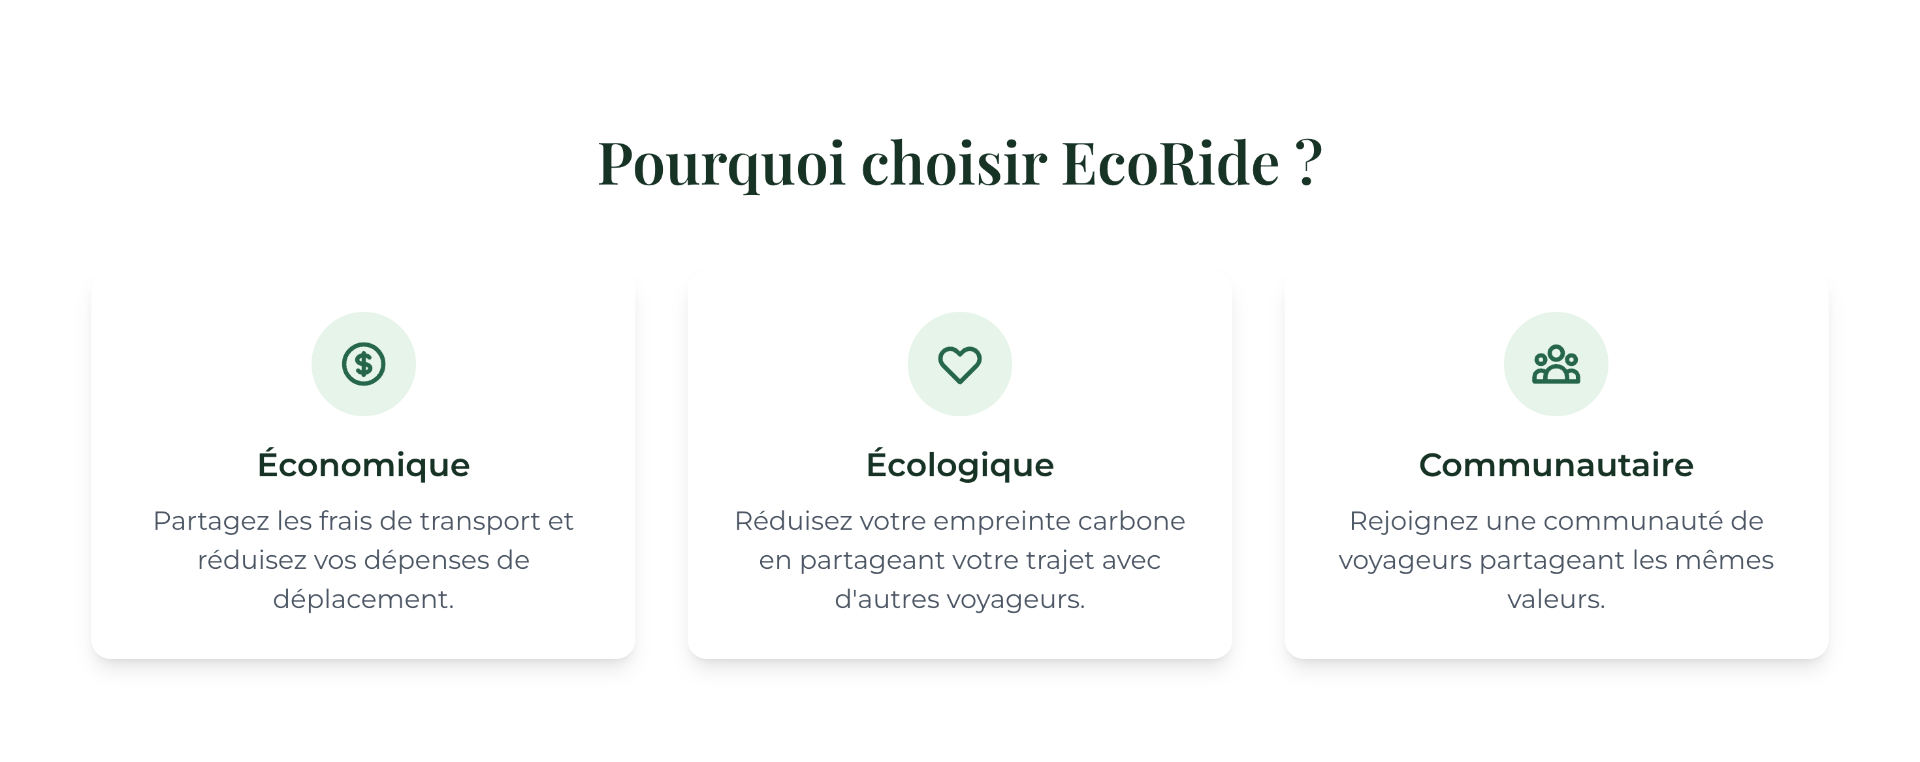 Pourquoi choisir EcoRide ?
Économique
Partagez les frais de transport et
réduisez vos dépenses de
déplacement.
Écologique
Réduisez votre empreinte carbone
en partageant votre trajet avec
d'autres voyageurs.
Communautaire
Rejoignez une communauté de
voyageurs partageant les mêmes
valeurs.